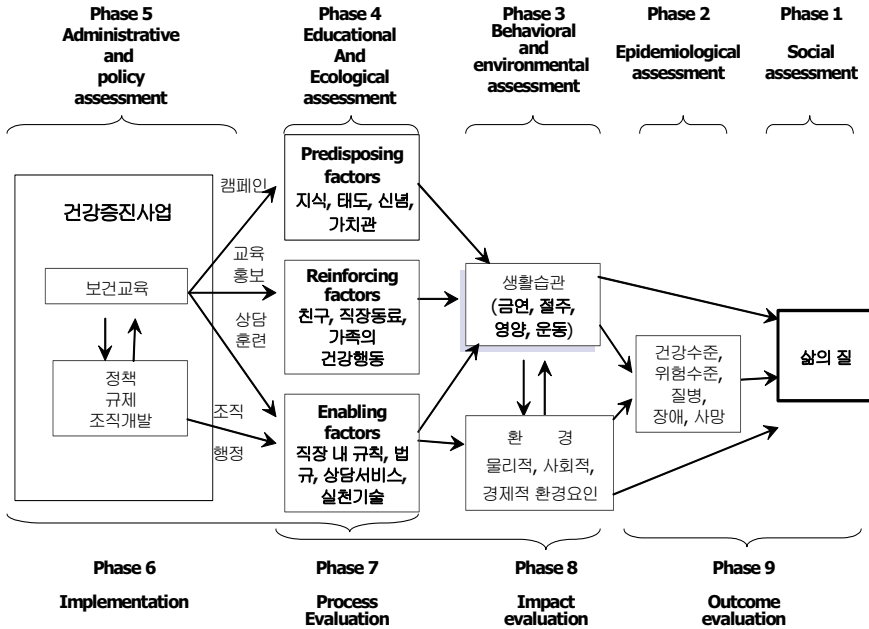 Phase 5
Administrative
and
policy
assessment
Phase 4
Educational
And
Ecological
assessment
Phase 3
Behavioral
and
environmental
assessment
Phase 2
Epidemiological
assessment
Phase 1
Social
assessment
건강증진사업
보건교육
정책
규제
조직개발
캠페인
교육
홍보
상담
훈련
조직
행정
Predisposing
factors
지식, 태도, 신념,
가치관
Reinforcing
factors
친구, 직장동료,
가족의
건강행동
Enabling
factors
직장 내 규칙, 법
규, 상담서비스,
실천기술
생활습관
(금연, 절주,
영양, 운동)
환 경
물리적, 사회적,
경제적 환경요인
건강수준,
위험수준,
질병,
장애, 사망
삶의 질
Phase 6
Implementation
Phase 7
Process
Evaluation
Phase 8
Impact
evaluation
Phase 9
Outcome
evaluation